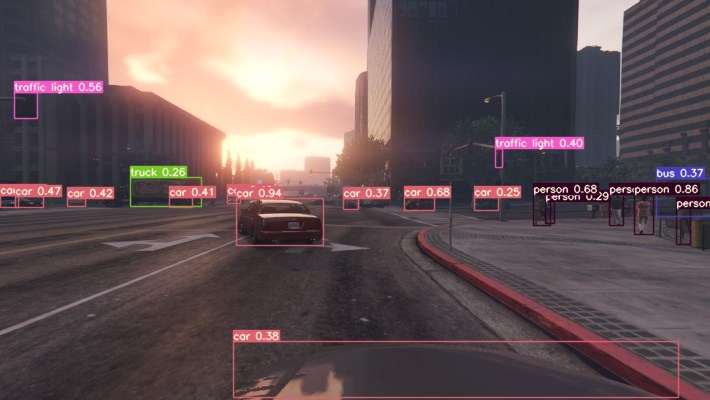 traffic light 0.56
traffic light 0.40
truck 0.26
bus 0.37
car 0.47
car 0.42
car 0.41
car 0.94
car 0.37
car 0.68
car 0.25
person 0.68
person 0.29
person 0.86
person
car 0.38